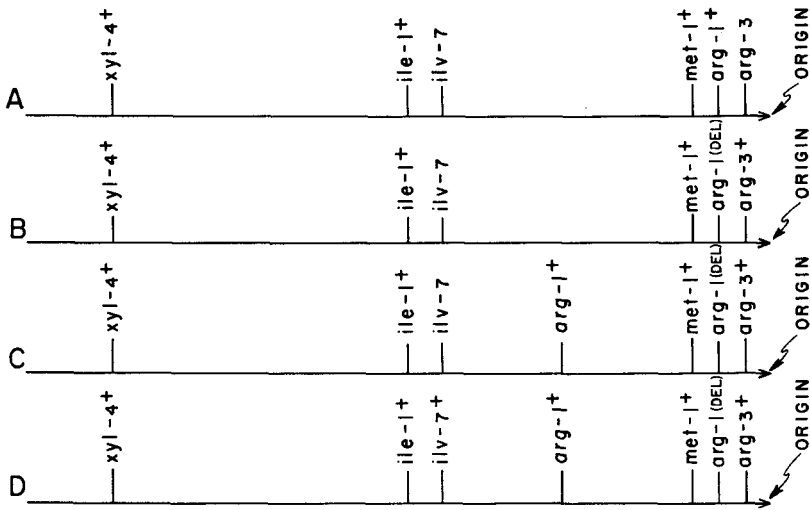 A xyl-4+ ile-1+ ilv-7 met-1+ arg-1+ arg-3 ORIGIN
B xyl-4+ ile-1+ ilv-7 met-1+ arg-1(DEL) arg-3+ ORIGIN
C xyl-4+ ile-1+ ilv-7 arg-1+ met-1+ arg-1(DEL) arg-3+ ORIGIN
D xyl-4+ ile-1+ ilv-7+ arg-1+ met-1+ arg-1(DEL) arg-3+ ORIGIN